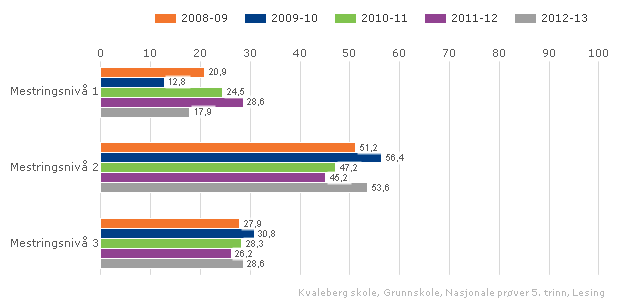 2008-09 2009-10 2010-11 2011-12 2012-13
0 10 20 30 40 50 60 70 80 90 100
Mestringsnivå 1
20,9
12,8
24,5
28,6
17,9
Mestringsnivå 2
51,2
56,4
47,2
45,2
53,6
Mestringsnivå 3
27,9
30,8
28,3
26,2
28,6
Kvaleberg skole, Grunnskole, Nasjonale prøver 5. trinn, Lesing